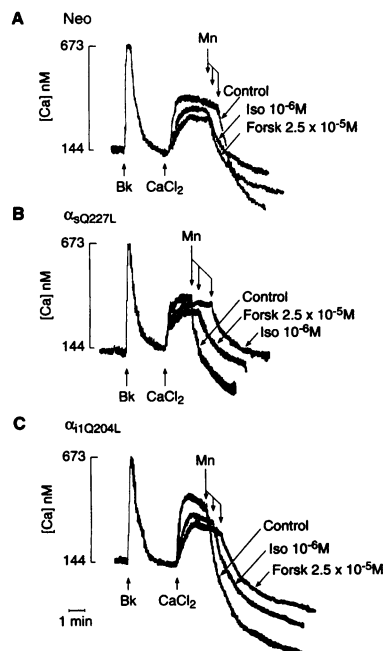 A Neo
673
[Ca] nM
144
Mn
Control
Iso 10-6M
Forsk 2.5 x 10-5M
Bk CaCl2
B αsQ227L
673
[Ca] nM
144
Mn
Control
Forsk 2.5 x 10-5M
Iso 10-6M
Bk CaCl2
C αi1Q204L
673
[Ca] nM
144
Mn
Control
Iso 10-6M
Forsk 2.5 x 10-5M
Bk CaCl2
1 min